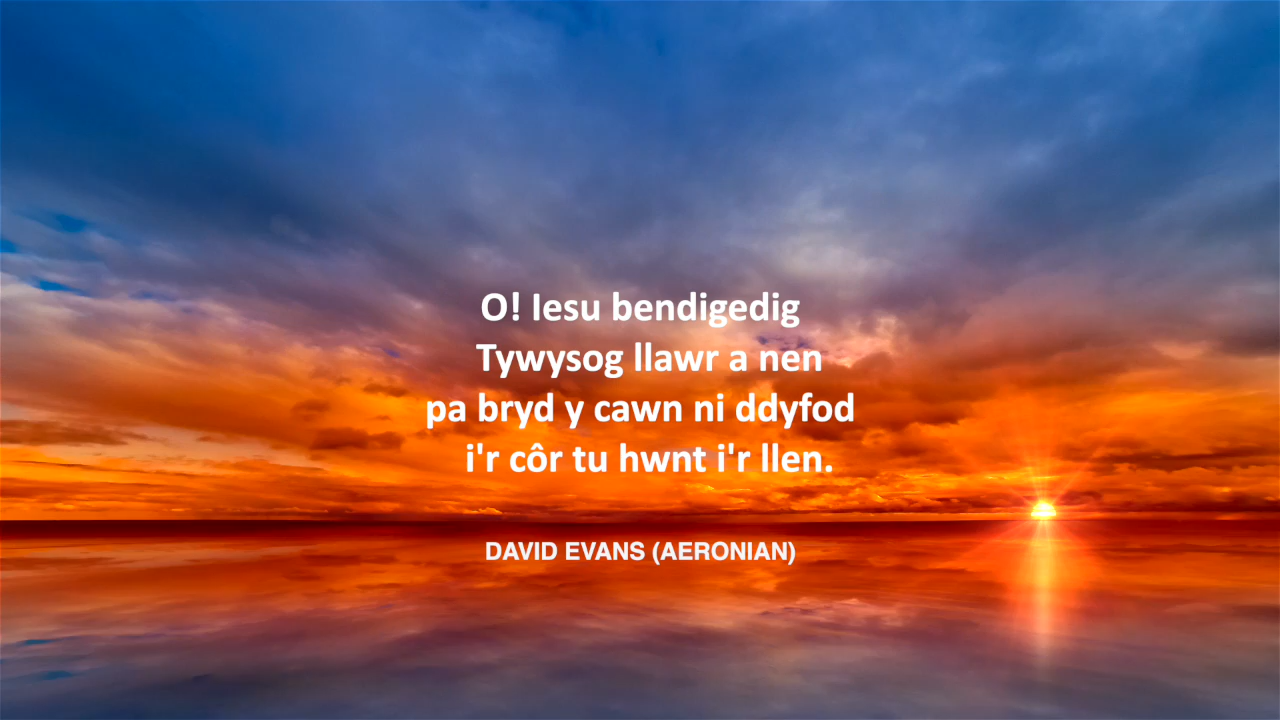 O! Iesu bendigedig
Tywysog llawr a nen
pa bryd y cawn ni ddyfod
i'r côr tu hwnt i'r llen.
DAVID EVANS (AERONIAN)